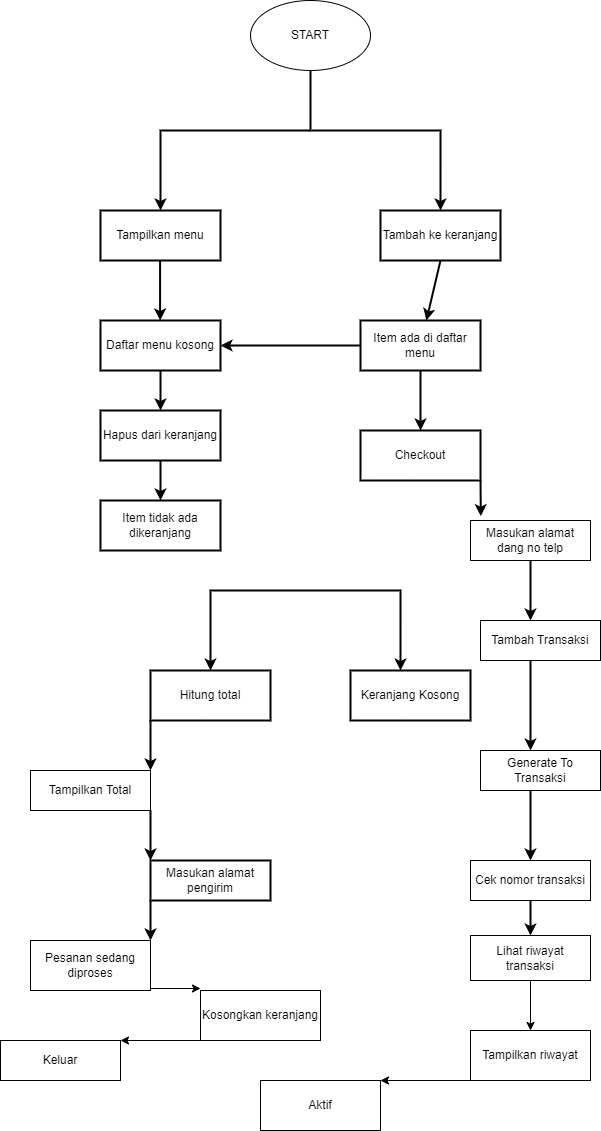 START
Tampilkan menu
Tambah ke keranjang
Daftar menu kosong
Item ada di daftar
menu
Hapus dari keranjang
Checkout
Item tidak ada
dikeranjang
Masukan alamat
dang no telp
Tambah Transaksi
Hitung total
Keranjang Kosong
Generate To
Transaksi
Tampilkan Total
Masukan alamat
pengirim
Cek nomor transaksi
Pesanan sedang
diproses
Lihat riwayat
transaksi
Kosongkan keranjang
Keluar
Tampilkan riwayat
Aktif